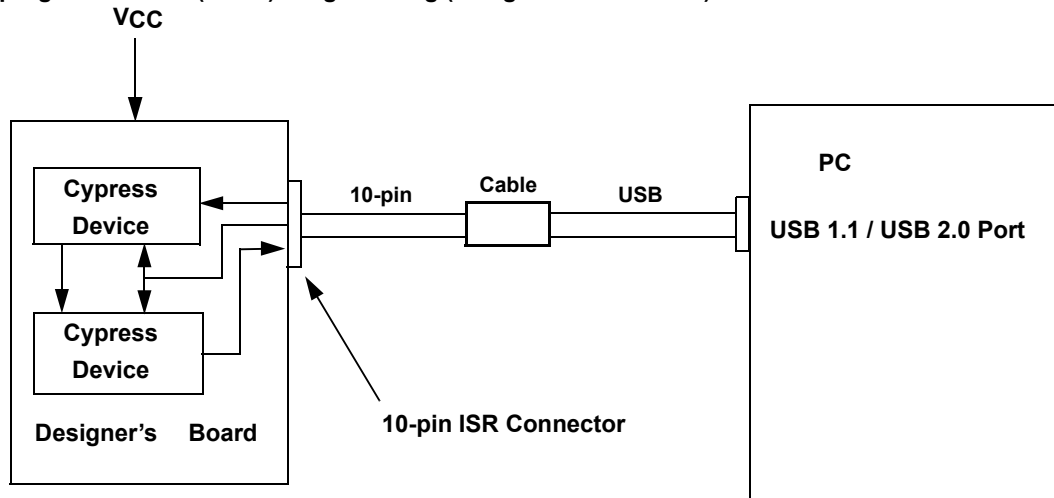 VCC
Cypress
Device
Cypress
Device
Designer's Board
10-pin
Cable
USB
10-pin ISR Connector
PC
USB 1.1 / USB 2.0 Port